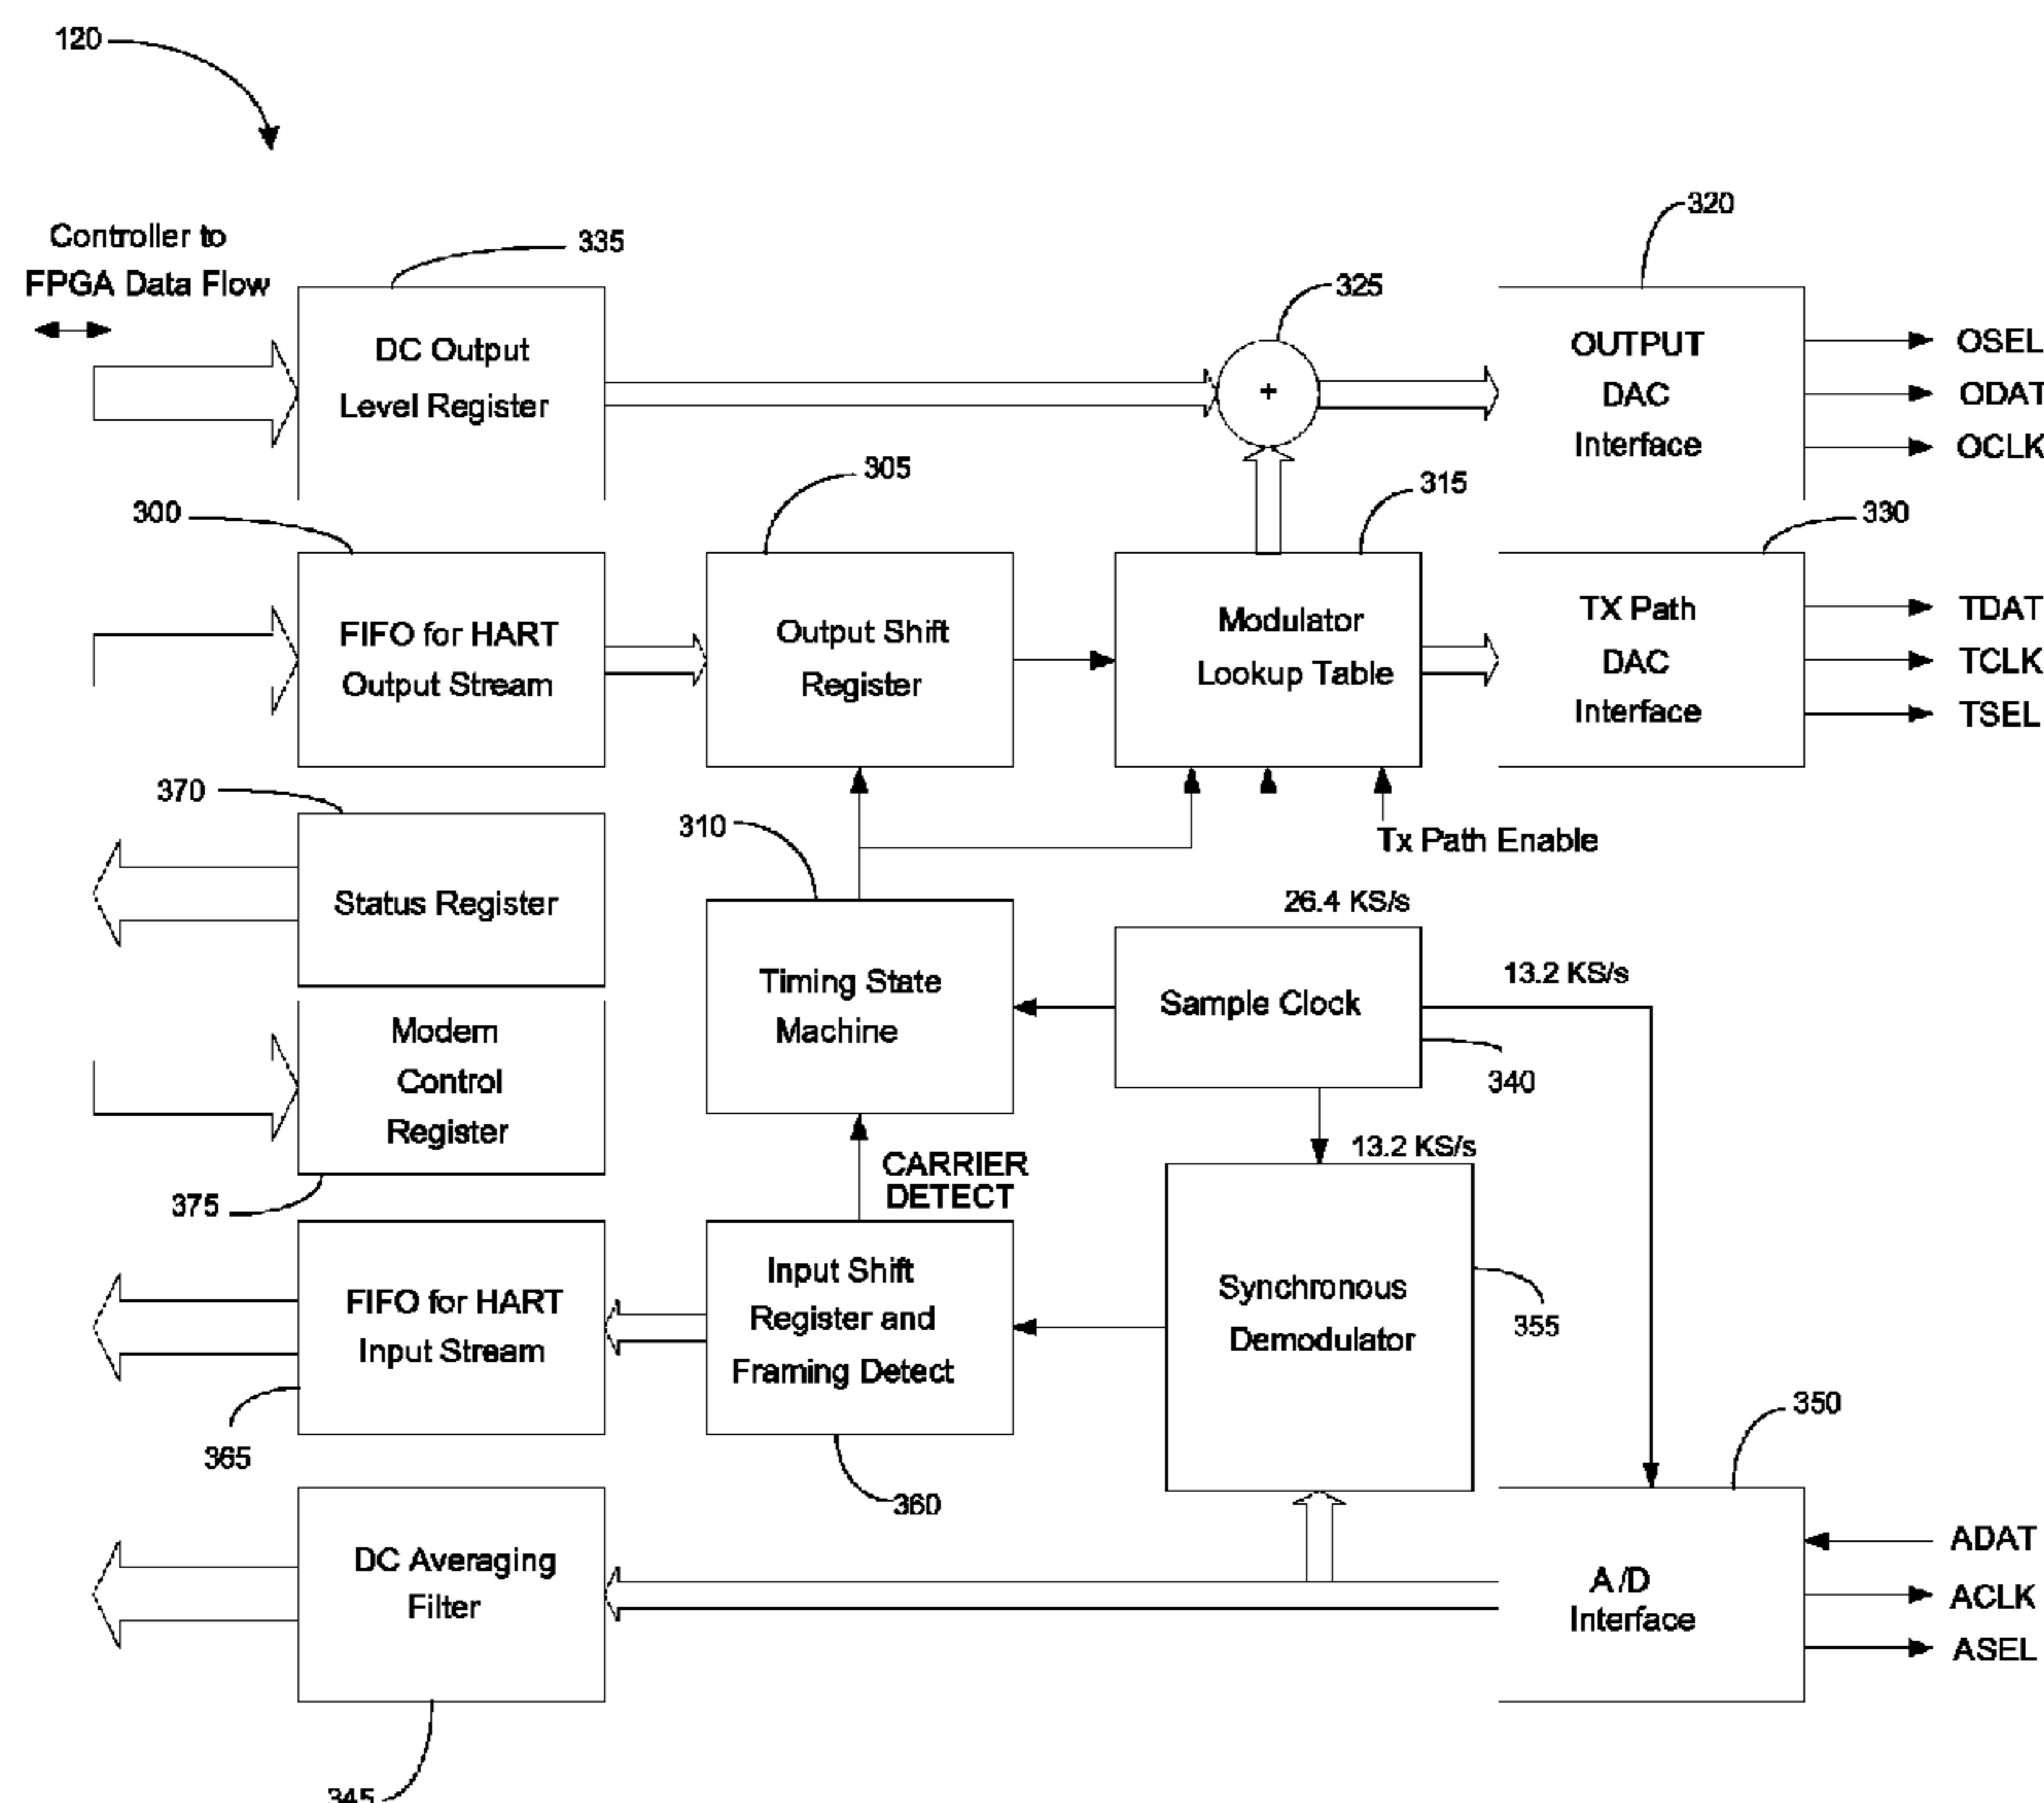 120
Controller to
FPGA Data Flow
335
DC Output
Level Register
325
+
320
OUTPUT
DAC
Interface
OSEL
ODAT
OCLK
300
FIFO for HART
Output Stream
305
Output Shift
Register
315
Modulator
Lookup Table
330
TX Path
DAC
Interface
TDAT
TCLK
TSEL
370
Status Register
310
Timing State
Machine
Tx Path Enable
26.4 KS/s
Sample Clock
13.2 KS/s
340
Modem
Control
Register
375
CARRIER
DETECT
13.2 KS/s
FIFO for HART
Input Stream
365
Input Shift
Register and
Framing Detect
360
Synchronous
Demodulator
355
350
DC Averaging
Filter
345
A/D
Interface
ADAT
ACLK
ASEL